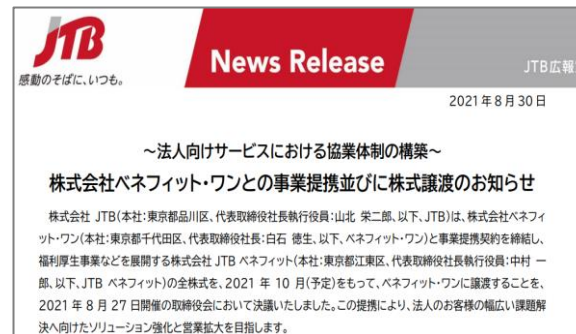 JTB
感動のそばに、いつも。
News Release
JTB広報
2021年8月30日
～法人向けサービスにおける協業体制の構築～
株式会社ベネフィット・ワンとの事業提携並びに株式譲渡のお知らせ
株式会社 JTB(本社:東京都品川区、代表取締役社長執行役員:山北 栄二郎、以下、JTB)は、株式会社ベネフィ
ット・ワン(本社:東京都千代田区、代表取締役社長:白石 徳生、以下、ベネフィット・ワン)と事業提携契約を締結し、
福利厚生事業などを展開する株式会社 JTB ベネフィット(本社:東京都江東区、代表取締役社長執行役員:中村 一
郎、以下、JTB ベネフィット)の全株式を、2021 年 10 月(予定)をもって、ベネフィット・ワンに譲渡することを、
2021 年 8 月 27 日開催の取締役会において決議いたしました。この提携により、法人のお客様の幅広い課題解
決へ向けたソリューション強化と営業拡大を目指します。